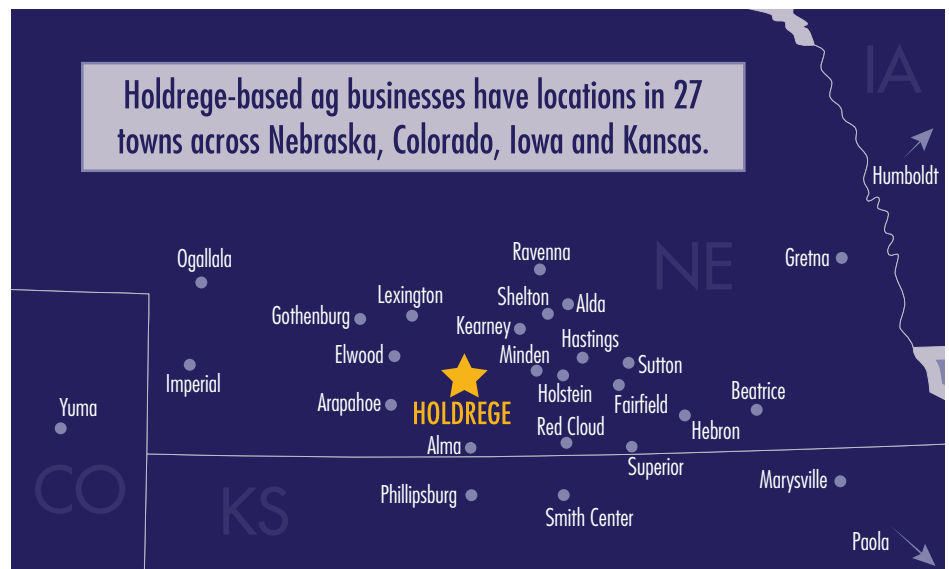 IA
Holdrege-based ag businesses have locations in 27
towns across Nebraska, Colorado, Iowa and Kansas.
Humboldt
Ogallala
Ravenna
NE
Gretna
Lexington
Shelton
Alda
Gothenburg
Kearney
Hastings
Elwood
Minden
Sutton
Imperial
Holstein
Beatrice
Yuma
Arapahoe
HOLDREGE
Fairfield
Red Cloud
Hebron
Alma
Superior
CO
KS
Phillipsburg
Smith Center
Marysville
Paola